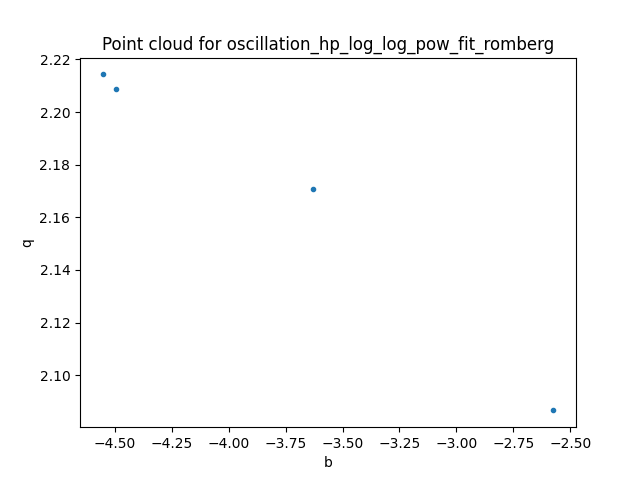 Point cloud for oscillation_hp_log_log_pow_fit_romberg
2.22
2.20
2.18
2.16
2.14
2.12
2.10
q
−4.50 −4.25 −4.00 −3.75 −3.50 −3.25 −3.00 −2.75 −2.50
b